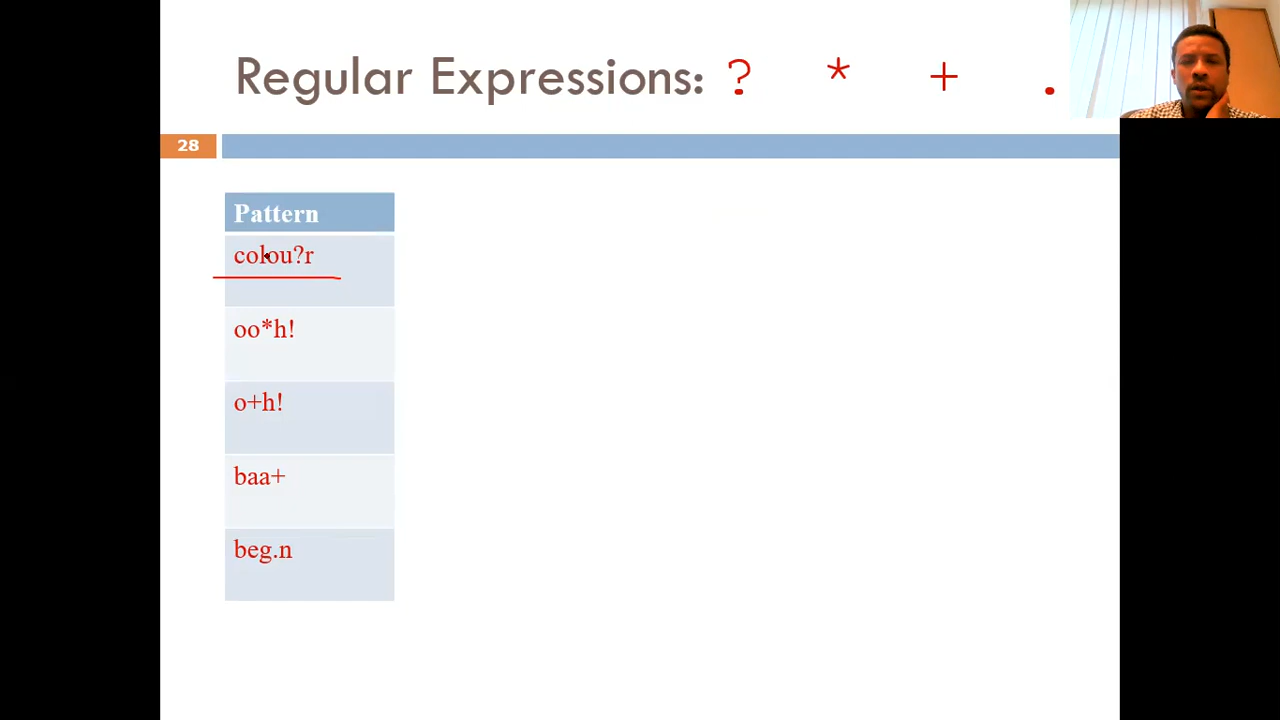 Regular Expressions: ? * + .
28
Pattern
colou?r
oo*h!
o+h!
baa+
beg.n